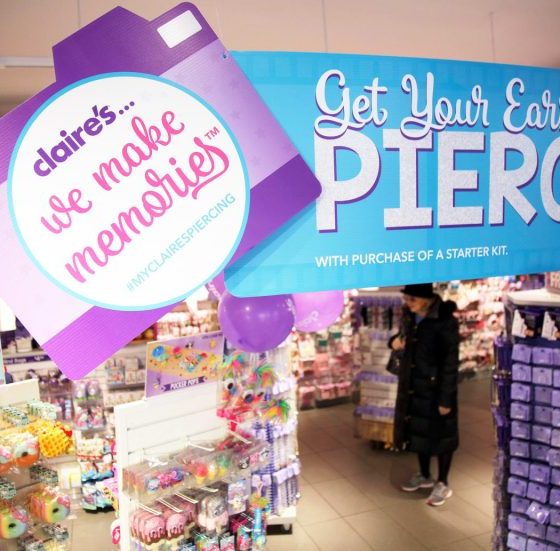 claire's...
we make
memories™
#MYCLAIRESPIERCING
Get Your Ear
PIERC
WITH PURCHASE OF A STARTER KIT.
PUCKER POPS